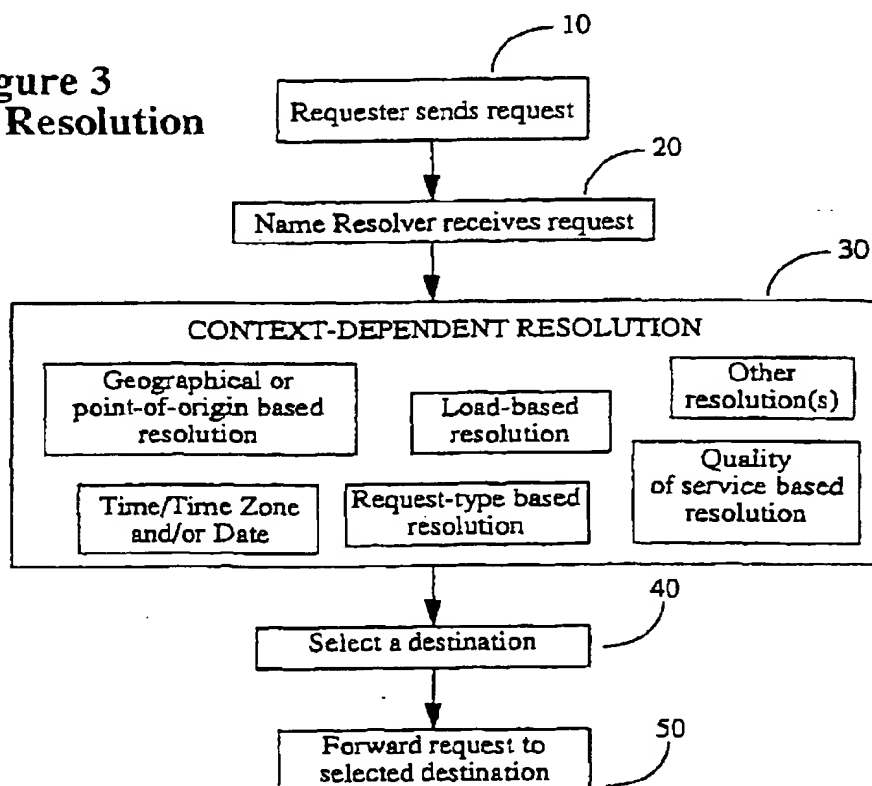 gure 3
Resolution
10
Requester sends request
20
Name Resolver receives request
30
CONTEXT-DEPENDENT RESOLUTION
Geographical or
point-of-origin based
resolution
Load-based
resolution
Other
resolution(s)
Time/Time Zone
and/or Date
Request-type based
resolution
Quality
of service based
resolution
40
Select a destination
50
Forward request to
selected destination